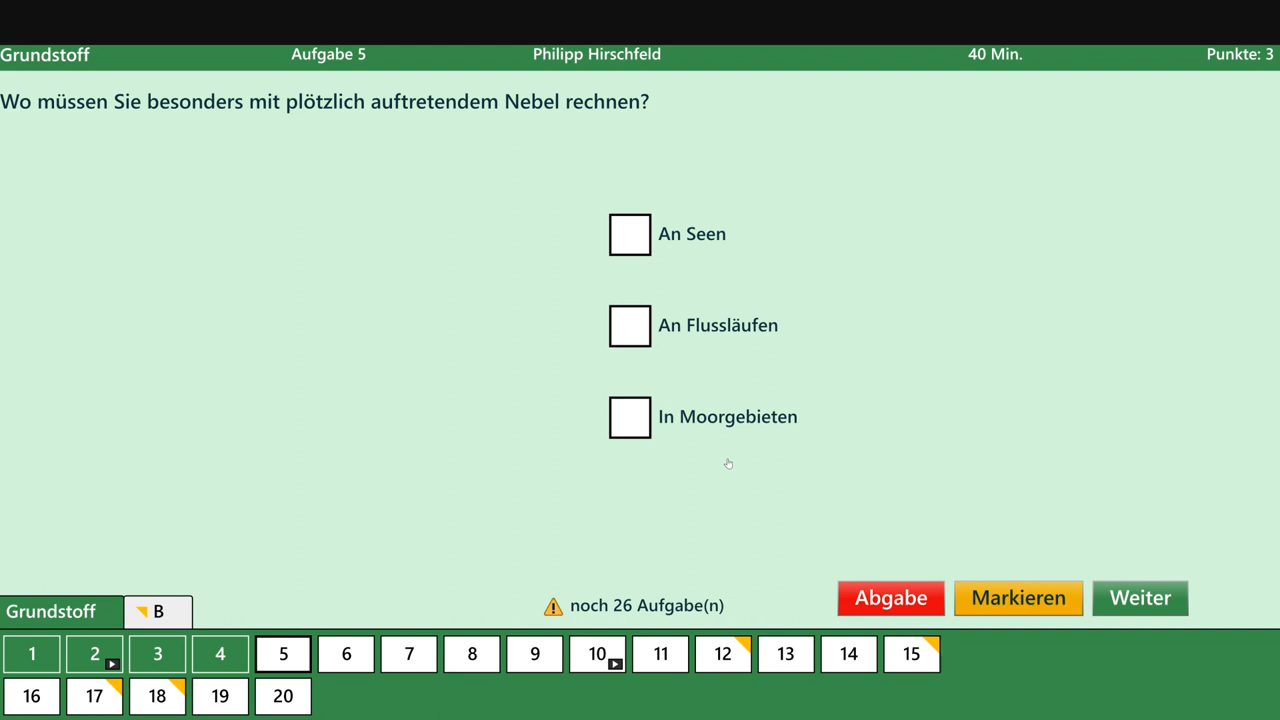 Grundstoff Aufgabe 5 Philipp Hirschfeld 40 Min. Punkte: 3
Wo müssen Sie besonders mit plötzlich auftretendem Nebel rechnen?
An Seen
An Flussläufen
In Moorgebieten
Grundstoff B noch 26 Aufgabe(n) Abgabe Markieren Weiter
1 2 3 4 5 6 7 8 9 10 11 12 13 14 15
16 17 18 19 20